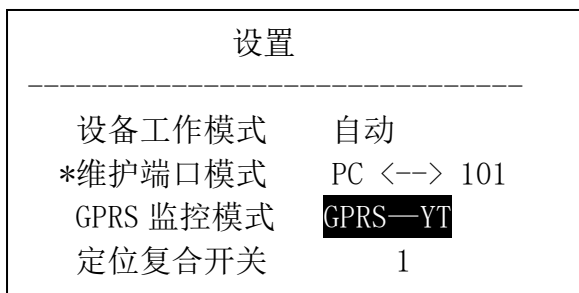 设置
--------------------------------
设备工作模式 自动
*维护端口模式 PC <--> 101
GPRS 监控模式 GPRS—YT
定位复合开关 1